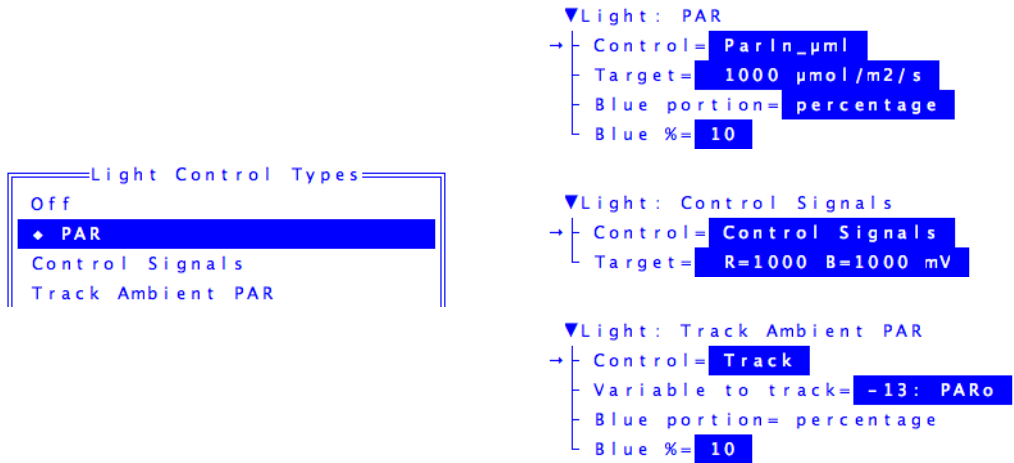 Light Control Types
Off
◆ PAR
Control Signals
Track Ambient PAR
▼Light: PAR
→ Control= ParIn_µml
Target= 1000 µmol/m2/s
Blue portion= percentage
Blue %= 10
▼Light: Control Signals
→ Control= Control Signals
Target= R=1000 B=1000 mV
▼Light: Track Ambient PAR
→ Control= Track
Variable to track= -13: PARo
Blue portion= percentage
Blue %= 10